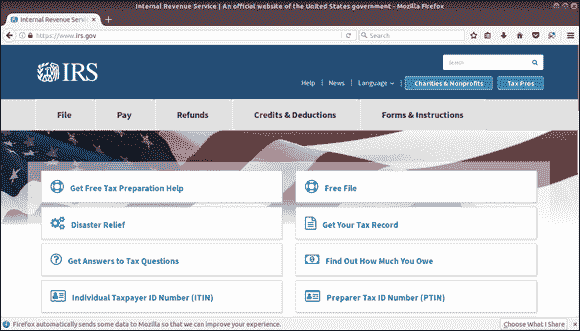 Internal Revenue Service | An official website of the United States government - Mozilla Firefox
Internal Revenue Servic
https://www.irs.gov
Search
IRS
Search
Help News Language Charities & Nonprofits Tax Pros
File Pay Refunds Credits & Deductions Forms & Instructions
Get Free Tax Preparation Help Free File
Disaster Relief Get Your Tax Record
Get Answers to Tax Questions Find Out How Much You Owe
Individual Taxpayer ID Number (ITIN) Preparer Tax ID Number (PTIN)
Firefox automatically sends some data to Mozilla so that we can improve your experience. Choose What I Share